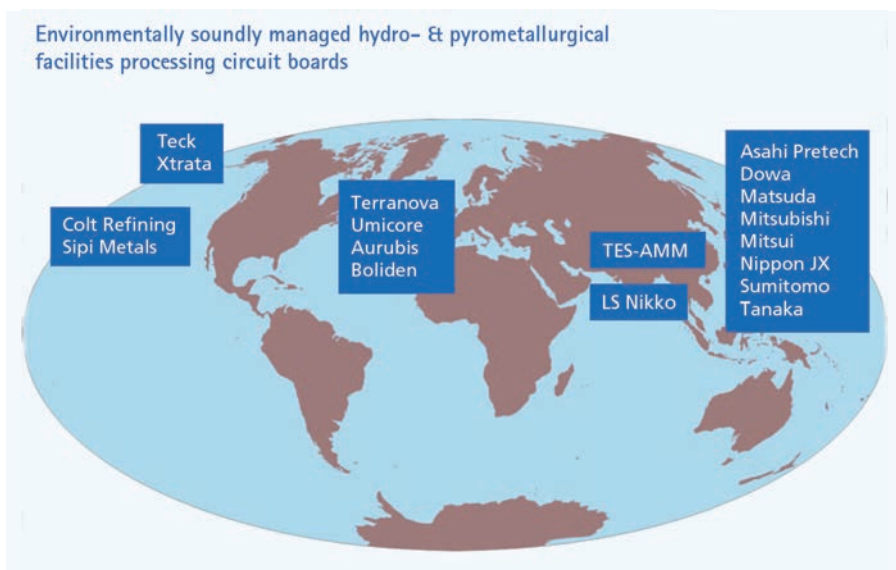 Environmentally soundly managed hydro- & pyrometallurgical
facilities processing circuit boards
Teck
Xtrata
Colt Refining
Sipi Metals
Terranova
Umicore
Aurubis
Boliden
TES-AMM
LS Nikko
Asahi Pretech
Dowa
Matsuda
Mitsubishi
Mitsui
Nippon JX
Sumitomo
Tanaka